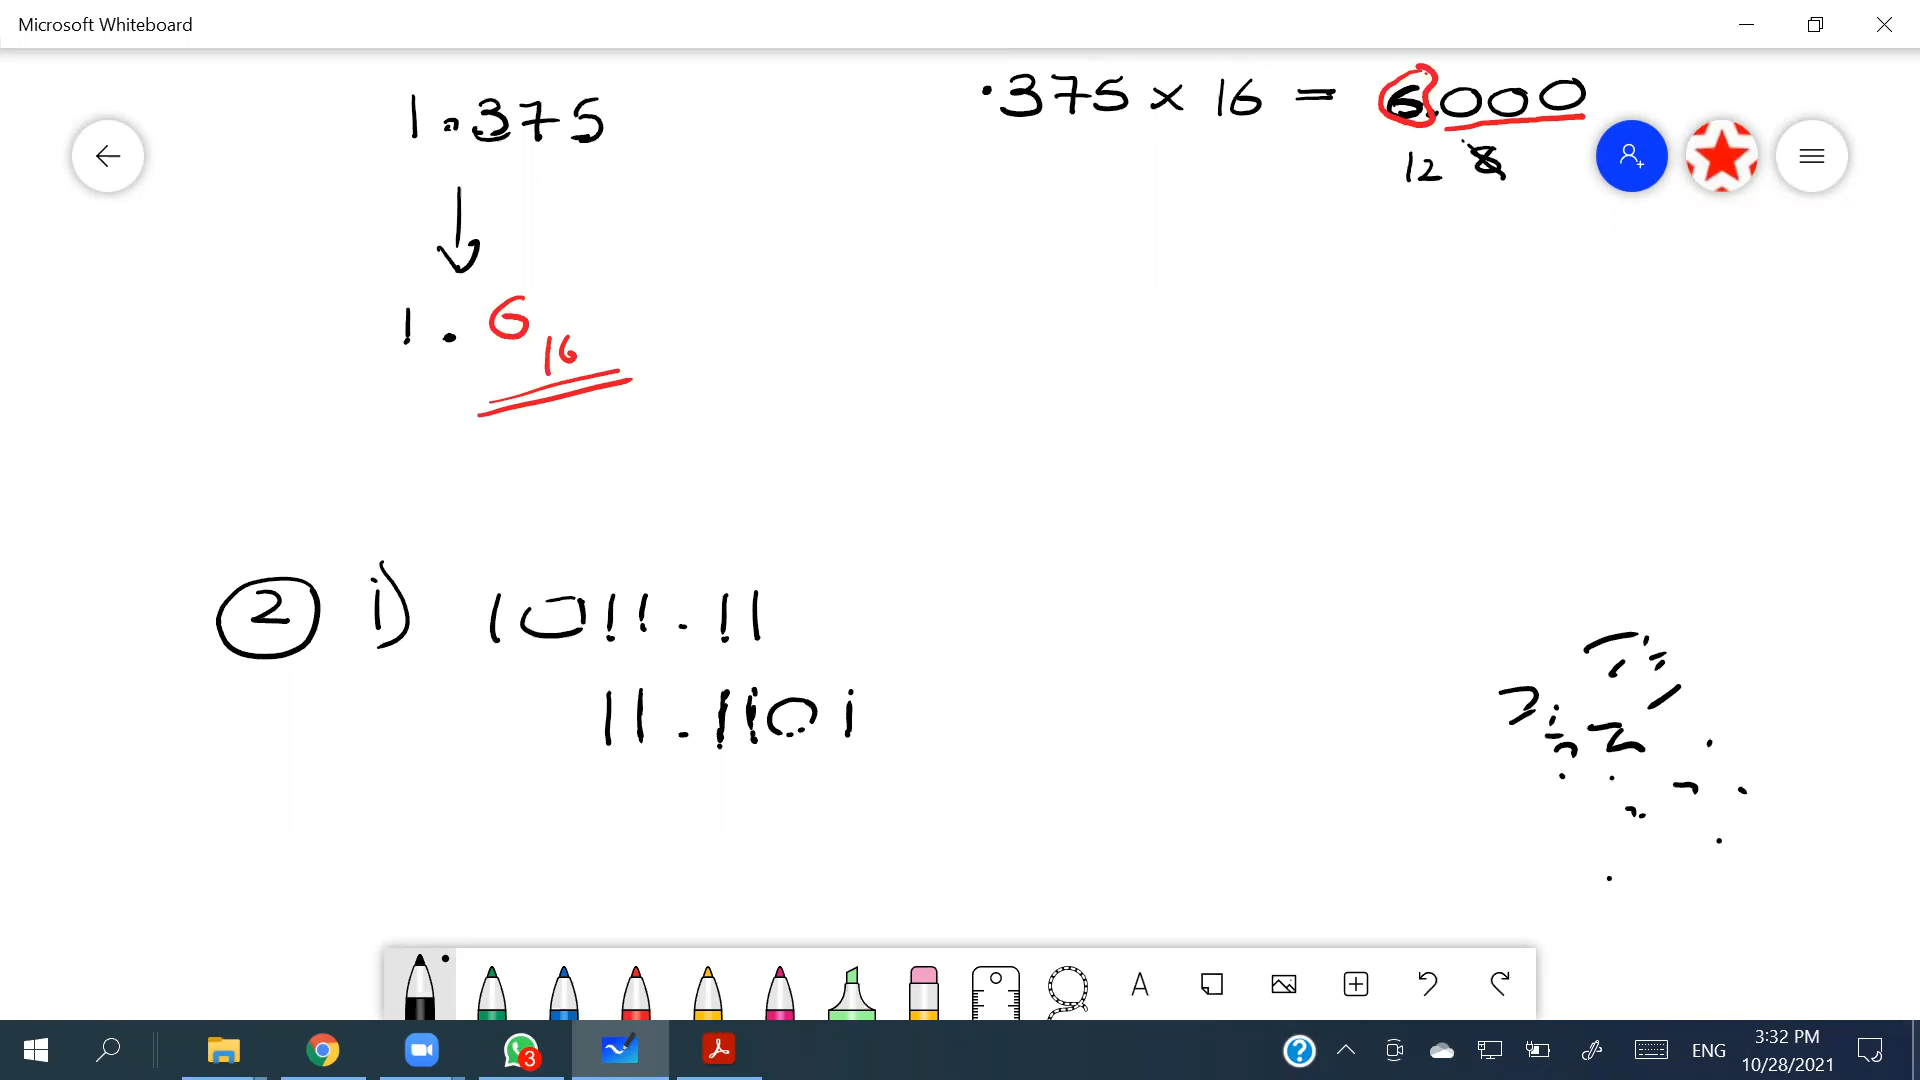 Microsoft Whiteboard
1.375
.375 × 16 = 6.000
12
1.6 16
2 i) 1011.11
11.1101
A
3
ENG
3:32 PM
10/28/2021